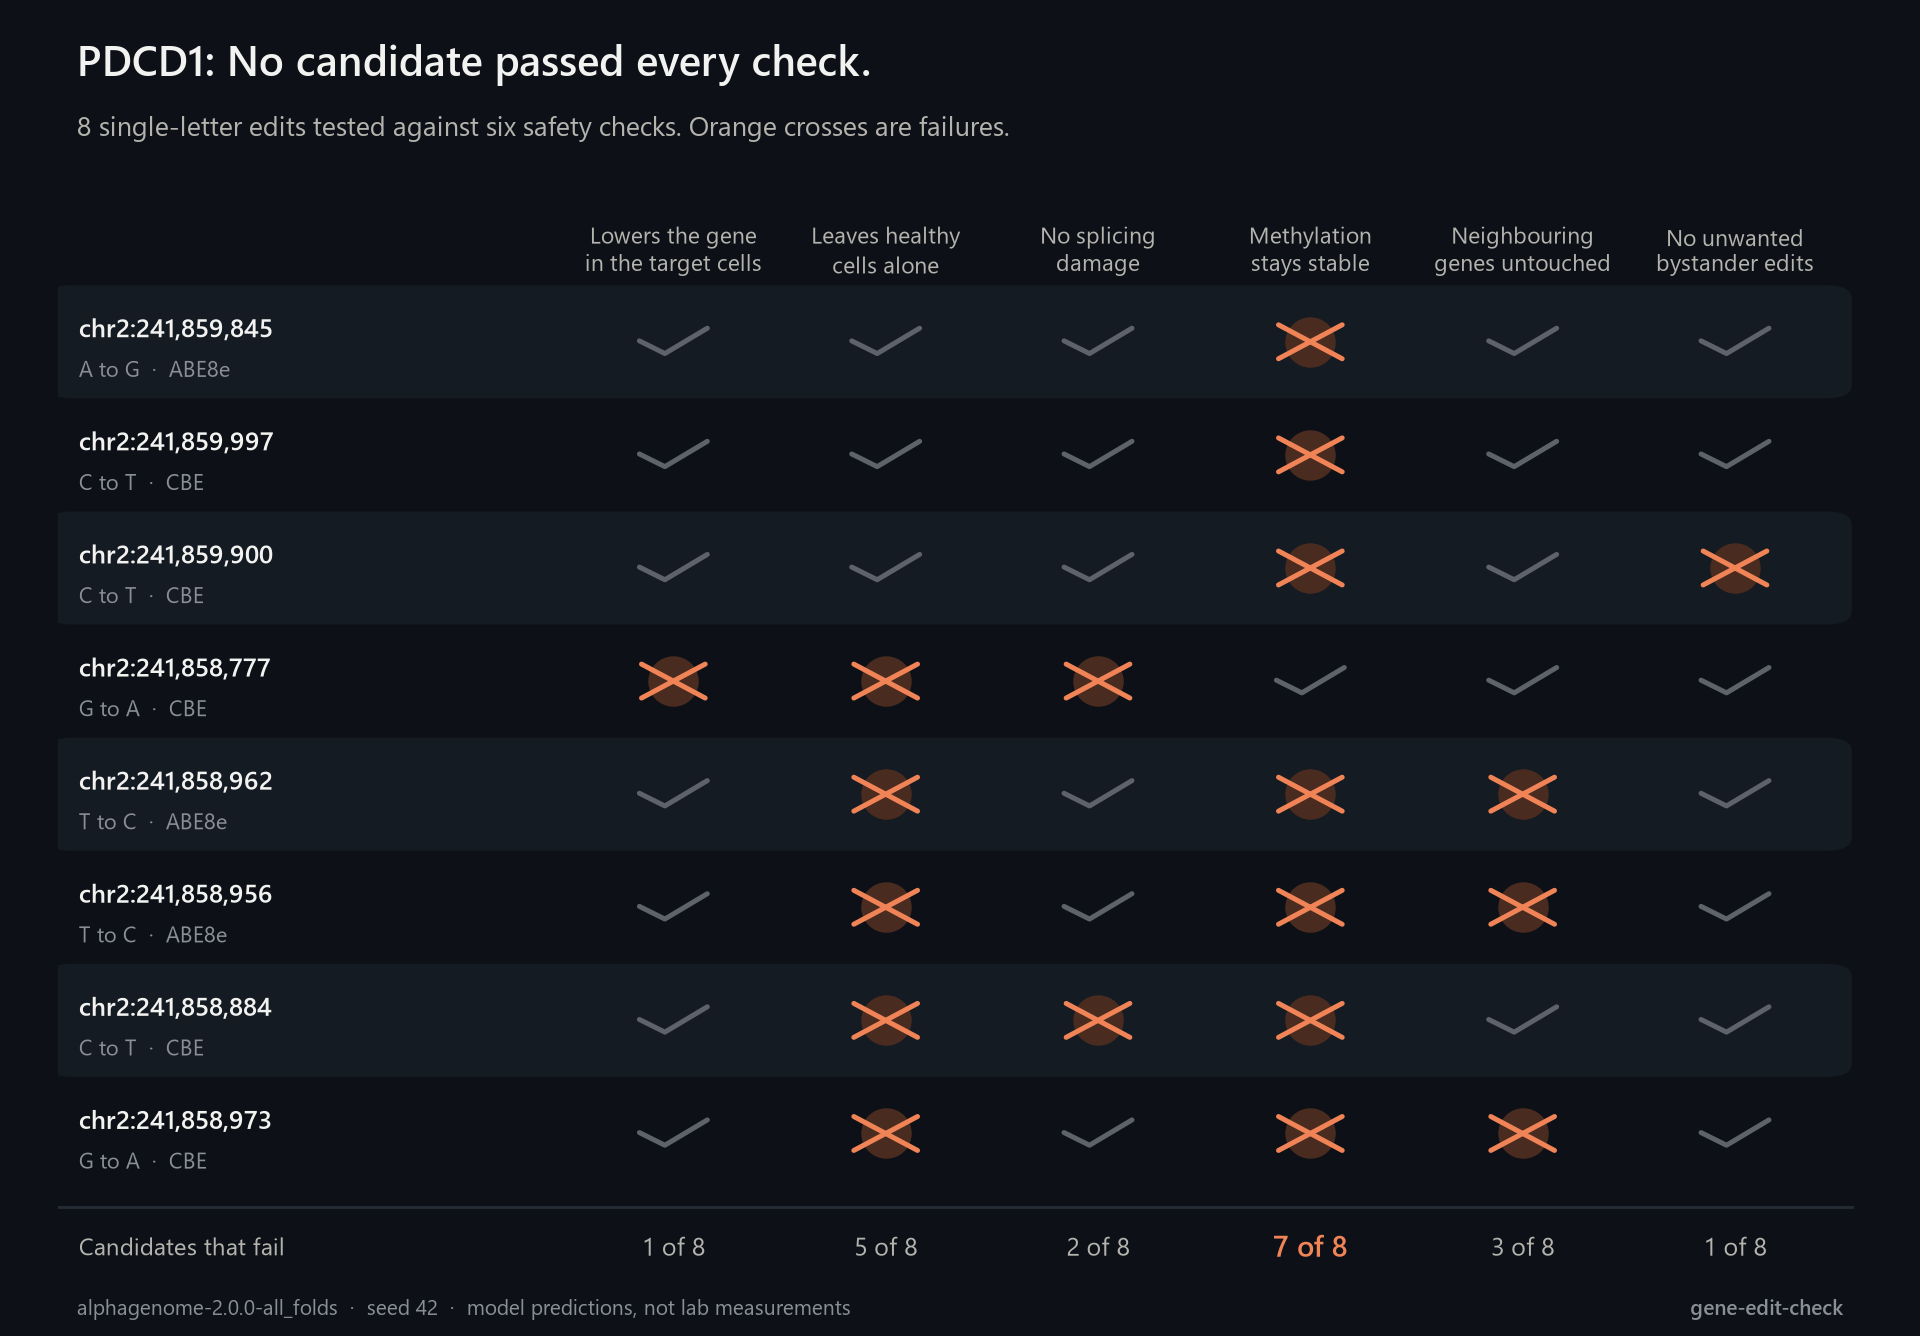 PDCD1: No candidate passed every check.
8 single-letter edits tested against six safety checks. Orange crosses are failures.
Lowers the gene
in the target cells
Leaves healthy
cells alone
No splicing
damage
Methylation
stays stable
Neighbouring
genes untouched
No unwanted
bystander edits
chr2:241,859,845
A to G · ABE8e
chr2:241,859,997
C to T · CBE
chr2:241,859,900
C to T · CBE
chr2:241,858,777
G to A · CBE
chr2:241,858,962
T to C · ABE8e
chr2:241,858,956
T to C · ABE8e
chr2:241,858,884
C to T · CBE
chr2:241,858,973
G to A · CBE
Candidates that fail 1 of 8 5 of 8 2 of 8 7 of 8 3 of 8 1 of 8
alphagenome-2.0.0-all_folds · seed 42 · model predictions, not lab measurements
gene-edit-check